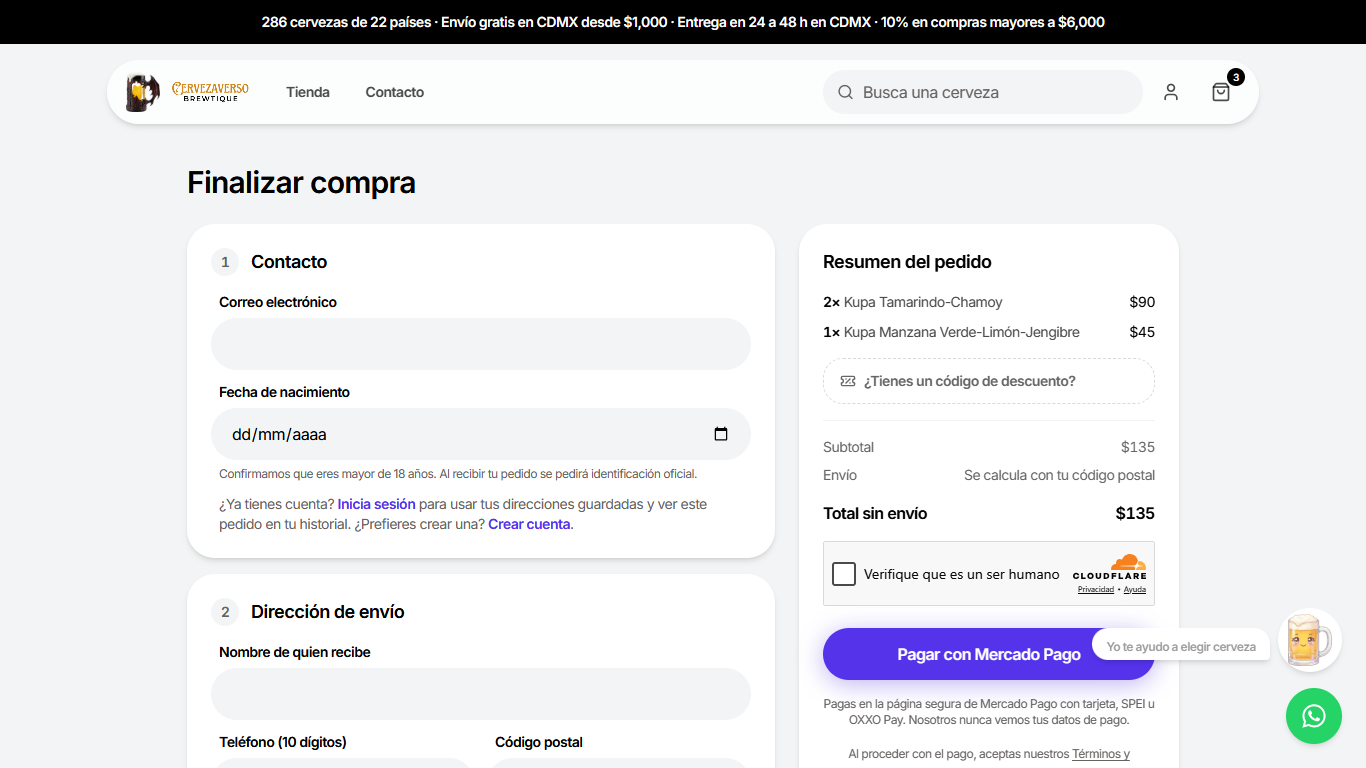 286 cervezas de 22 países · Envío gratis en CDMX desde $1,000 · Entrega en 24 a 48 h en CDMX · 10% en compras mayores a $6,000
CERVEZAVERSO
BREWTIQUE
Tienda
Contacto
Busca una cerveza
3
Finalizar compra
1 Contacto
Correo electrónico
Fecha de nacimiento
dd/mm/aaaa
Confirmamos que eres mayor de 18 años. Al recibir tu pedido se pedirá identificación oficial.
¿Ya tienes cuenta? Inicia sesión para usar tus direcciones guardadas y ver este
pedido en tu historial. ¿Prefieres crear una? Crear cuenta.
2 Dirección de envío
Nombre de quien recibe
Teléfono (10 dígitos)
Código postal
Resumen del pedido
2× Kupa Tamarindo-Chamoy $90
1× Kupa Manzana Verde-Limón-Jengibre $45
¿Tienes un código de descuento?
Subtotal $135
Envío Se calcula con tu código postal
Total sin envío $135
Verifique que es un ser humano
CLOUDFLARE
Privacidad • Ayuda
Pagar con Mercado Pago
Yo te ayudo a elegir cerveza
Pagas en la página segura de Mercado Pago con tarjeta, SPEI u
OXXO Pay. Nosotros nunca vemos tus datos de pago.
Al proceder con el pago, aceptas nuestros Términos y